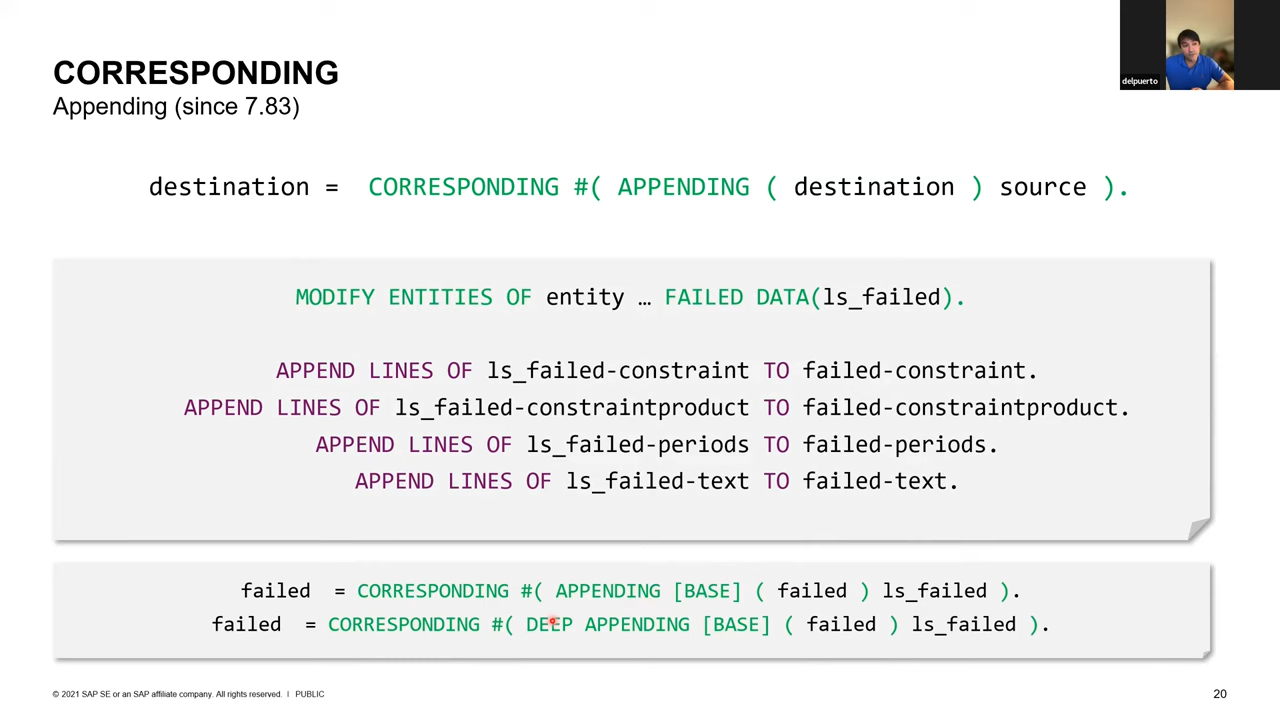 delpuerto
CORRESPONDING
Appending (since 7.83)
destination = CORRESPONDING #( APPENDING ( destination ) source ).
MODIFY ENTITIES OF entity … FAILED DATA(ls_failed).
APPEND LINES OF ls_failed-constraint TO failed-constraint.
APPEND LINES OF ls_failed-constraintproduct TO failed-constraintproduct.
APPEND LINES OF ls_failed-periods TO failed-periods.
APPEND LINES OF ls_failed-text TO failed-text.
failed = CORRESPONDING #( APPENDING [BASE] ( failed ) ls_failed ).
failed = CORRESPONDING #( DEEP APPENDING [BASE] ( failed ) ls_failed ).
© 2021 SAP SE or an SAP affiliate company. All rights reserved. | PUBLIC
20